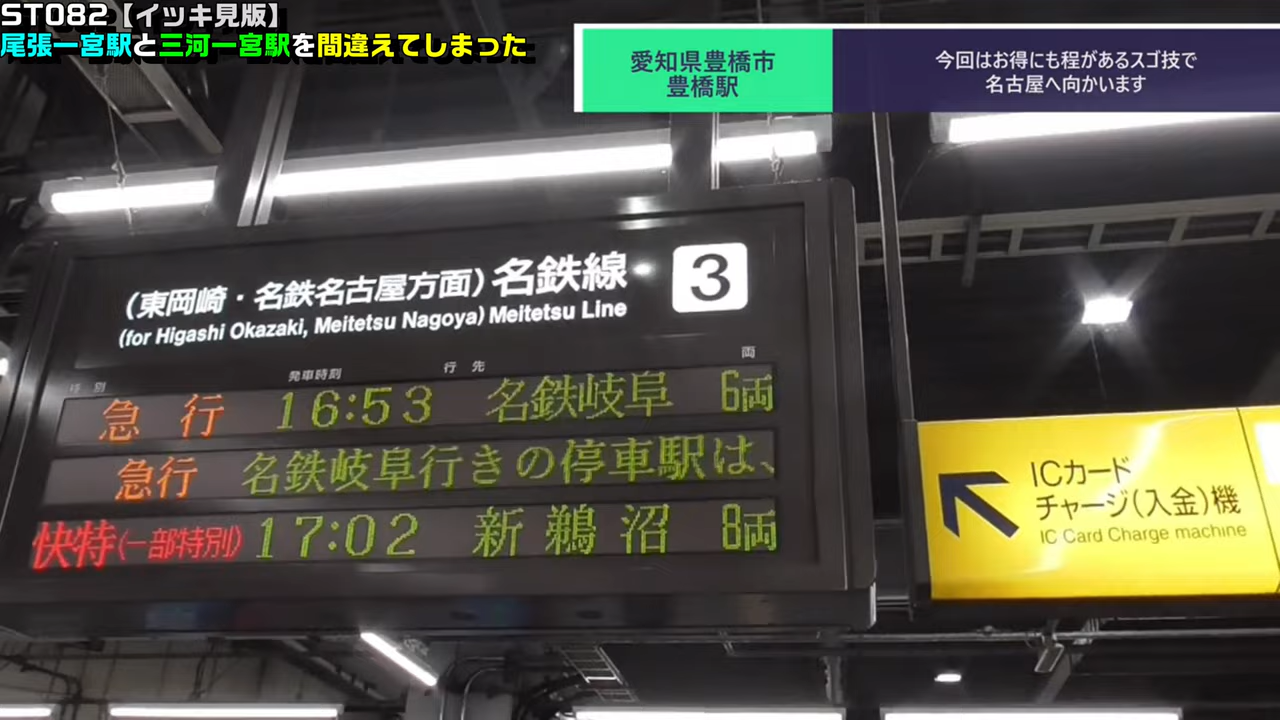 STO82【イッキ見版】
尾張一宮駅と三河一宮駅を間違えてしまった
愛知県豊橋市
豊橋駅
今回はお得にも程があるスゴ技で
名古屋へ向かいます
(東岡崎・名鉄名古屋方面)名鉄線 3
(for Higashi Okazaki, Meitetsu Nagoya) Meitetsu Line
種別 発車時刻 行先 両
急行 16:53 名鉄岐阜 6両
急行 名鉄岐阜行きの停車駅は、
快特(一部特別) 17:02 新鵜沼 8両
ICカード
チャージ(入金)機
IC Card Charge machine